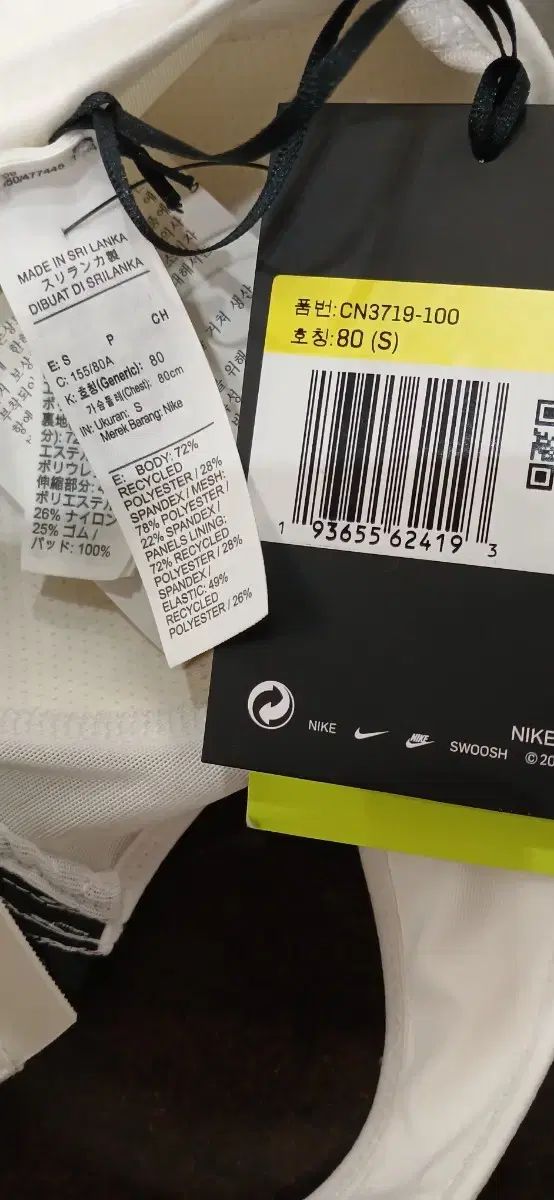 MADE IN SRI LANKA
スリランカ製
DIBUAT DI SRILANKA
E: S P CH
C: 155/80A
K: 호칭(Generic): 80
가슴둘레(Chest): 80cm
IN: Ukuran: S
Merek Barang: Nike
E: BODY: 72%
RECYCLED
POLYESTER / 28%
SPANDEX / MESH:
78% POLYESTER /
22% SPANDEX /
PANELS LINING:
72% RECYCLED
POLYESTER / 28%
SPANDEX /
ELASTIC: 49%
RECYCLED
POLYESTER / 26%
エステル
ポリウレ
伸縮部分:
ポリエステル
26% ナイロン
25% ゴム /
パッド: 100%
품번:CN3719-100
호칭:80 (S)
1 93655 62419 3
NIKE NIKE SWOOSH NIKE
©20